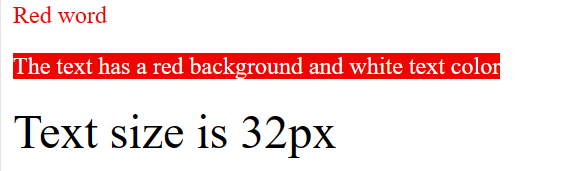 Red word
The text has a red background and white text color
Text size is 32px